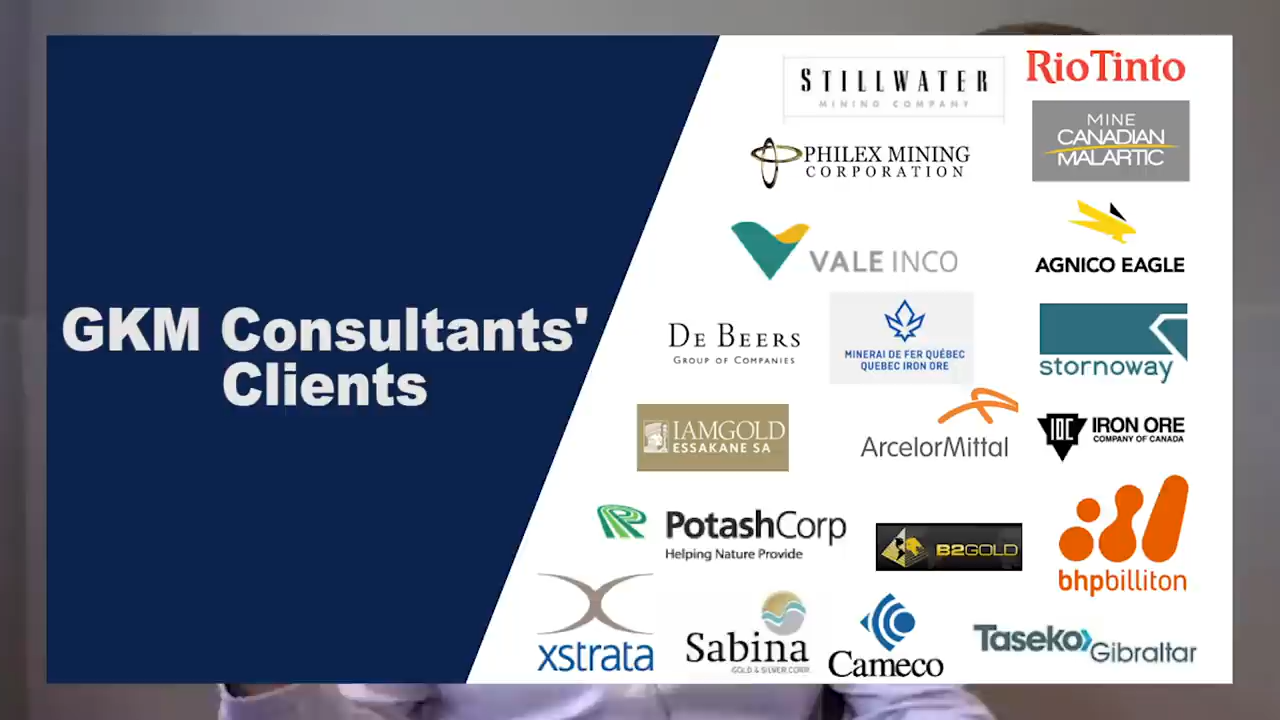 GKM Consultants'
Clients
STILLWATER
MINING COMPANY
RioTinto
MINE
CANADIAN
MALARTIC
PHILEX MINING
CORPORATION
VALE INCO
AGNICO EAGLE
DE BEERS
GROUP OF COMPANIES
MINERAI DE FER QUÉBEC
QUEBEC IRON ORE
stornoway
IAMGOLD
ESSAKANE SA
ArcelorMittal
IOC
IRON ORE
COMPANY OF CANADA
PotashCorp
Helping Nature Provide
B2GOLD
bhpbilliton
xstrata
Sabina
GOLD & SILVER CORP.
Cameco
Taseko
Gibraltar